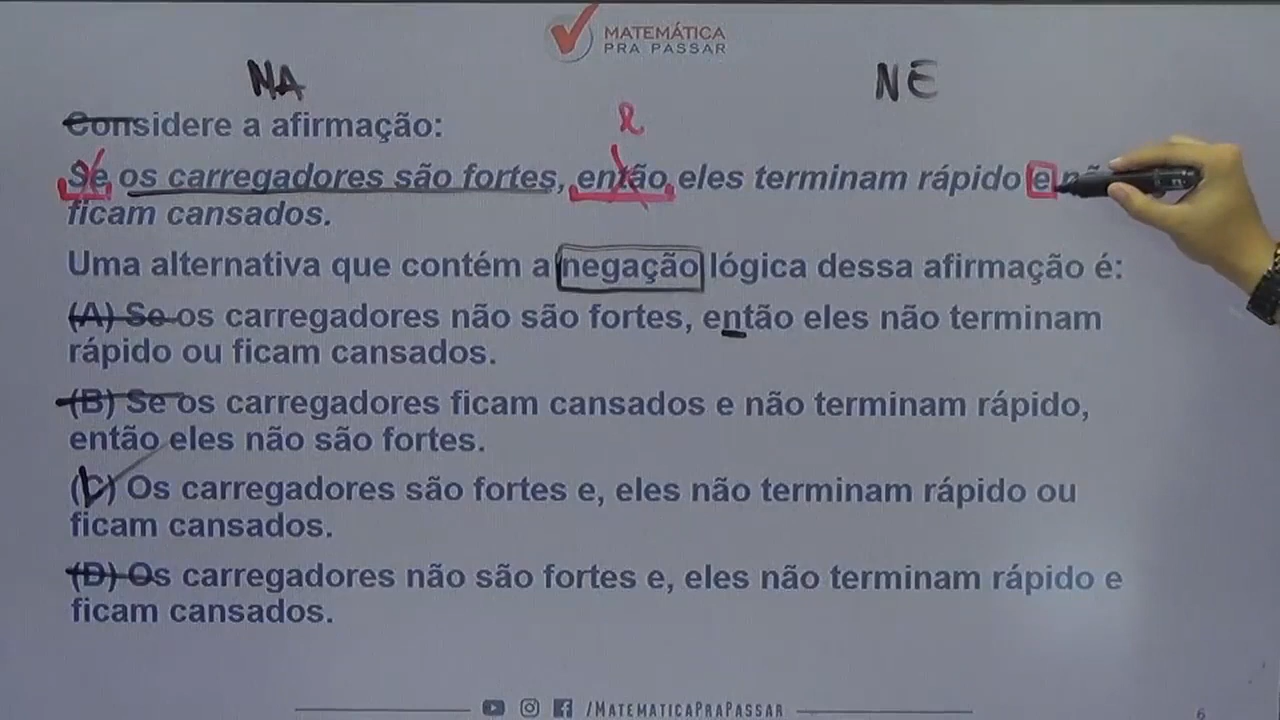 MATEMÁTICA
PRA PASSAR
MA NE
Considere a afirmação:
e
Se os carregadores são fortes, então eles terminam rápido e
ficam cansados.
Uma alternativa que contém a negação lógica dessa afirmação é:
(A) Se os carregadores não são fortes, então eles não terminam
rápido ou ficam cansados.
(B) Se os carregadores ficam cansados e não terminam rápido,
então eles não são fortes.
(C) Os carregadores são fortes e, eles não terminam rápido ou
ficam cansados.
(D) Os carregadores não são fortes e, eles não terminam rápido e
ficam cansados.
/MATEMATICAPRAPASSAR
6